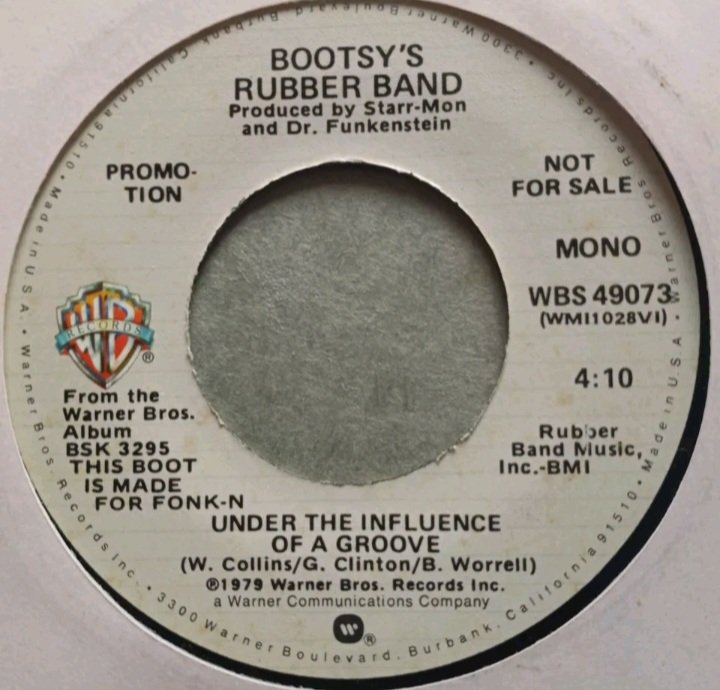 BOOTSY'S
RUBBER BAND
Produced by Starr-Mon
and Dr. Funkenstein
PROMO-
TION
NOT
FOR SALE
MONO
WBS 49073
(WMI1028VI)
4:10
Rubber
Band Music,
Inc.-BMI
WB
RECORDS
®
From the
Warner Bros.
Album
BSK 3295
THIS BOOT
IS MADE
FOR FONK-N
UNDER THE INFLUENCE
OF A GROOVE
(W. Collins/G. Clinton/B. Worrell)
℗1979 Warner Bros. Records Inc.
a Warner Communications Company
W®
Made in U.S.A. • Warner Bros. Records Inc. • 3300 Warner Boulevard. Burbank. California 91510 • Made in U.S.A. • Warner Bros Records Inc • 3300 Warner Boulevard Burbank California 91510 •